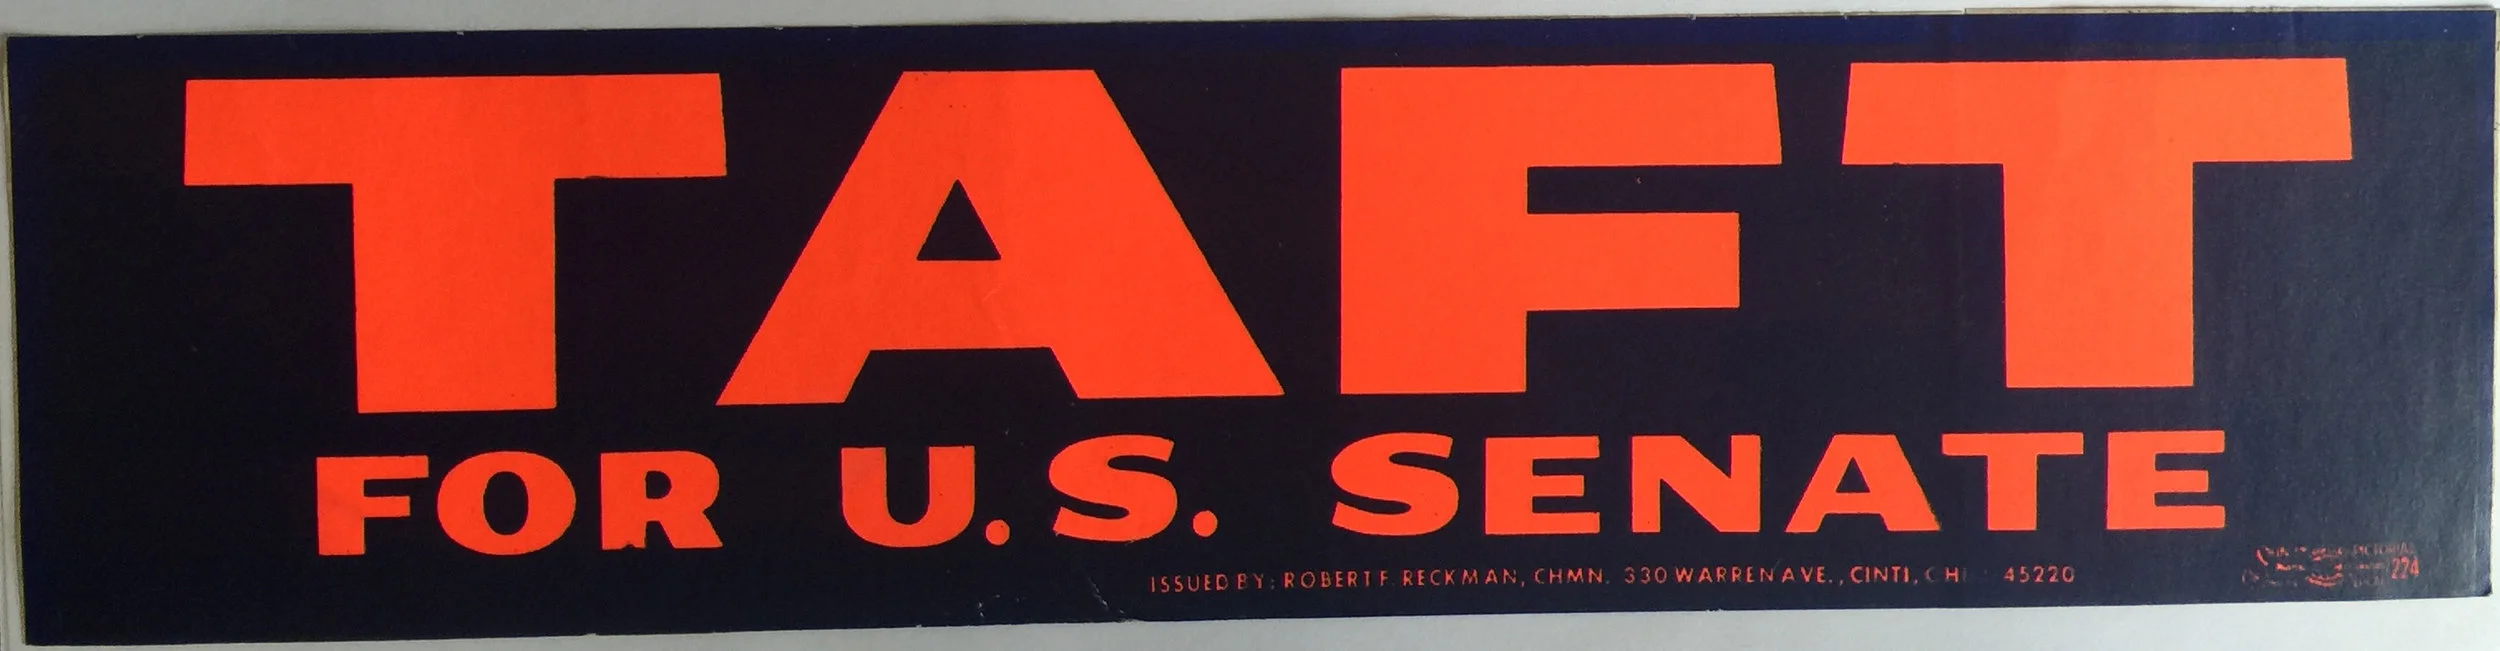 TAFT
FOR U.S. SENATE
ISSUED BY: ROBERT F. RECKMAN, CHMN. 330 WARREN AVE., CINTI, 45220
224